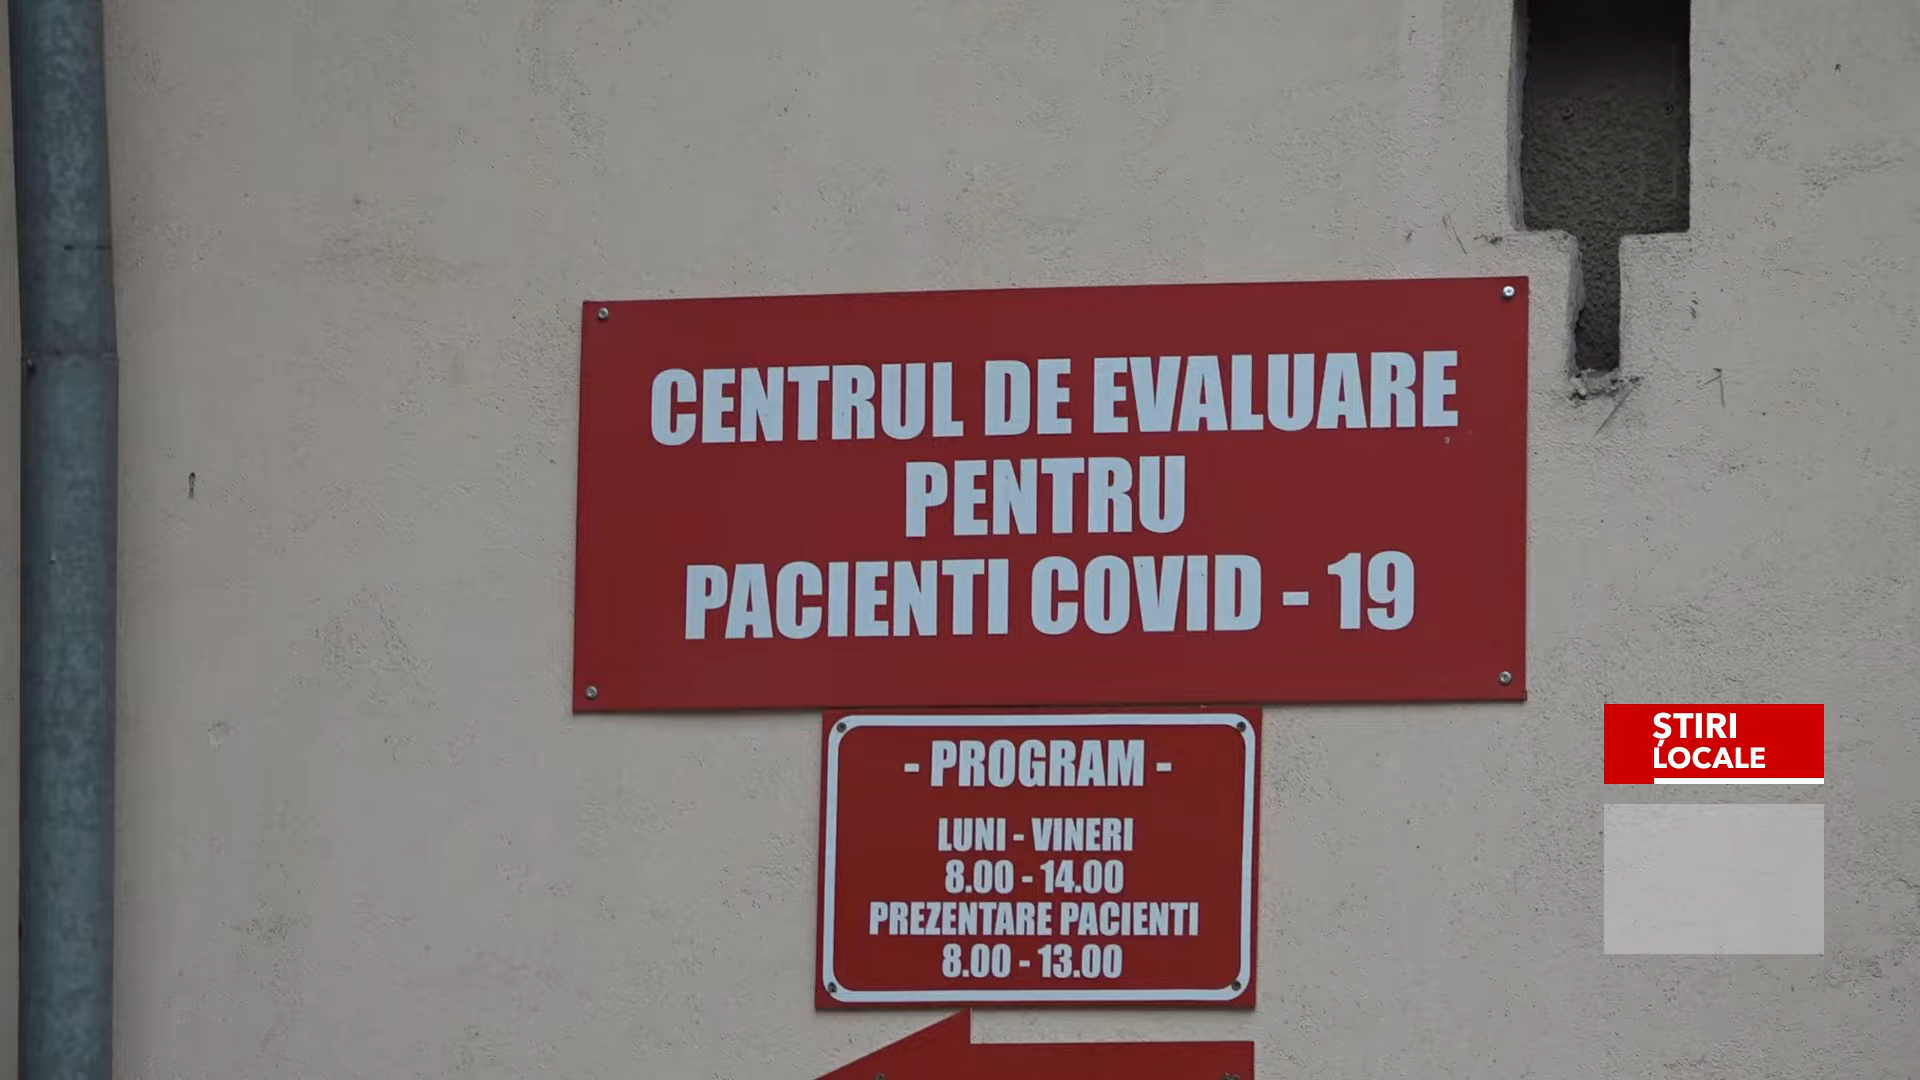 CENTRUL DE EVALUARE
PENTRU
PACIENTI COVID - 19
- PROGRAM -
LUNI - VINERI
8.00 - 14.00
PREZENTARE PACIENTI
8.00 - 13.00
ȘTIRI
LOCALE